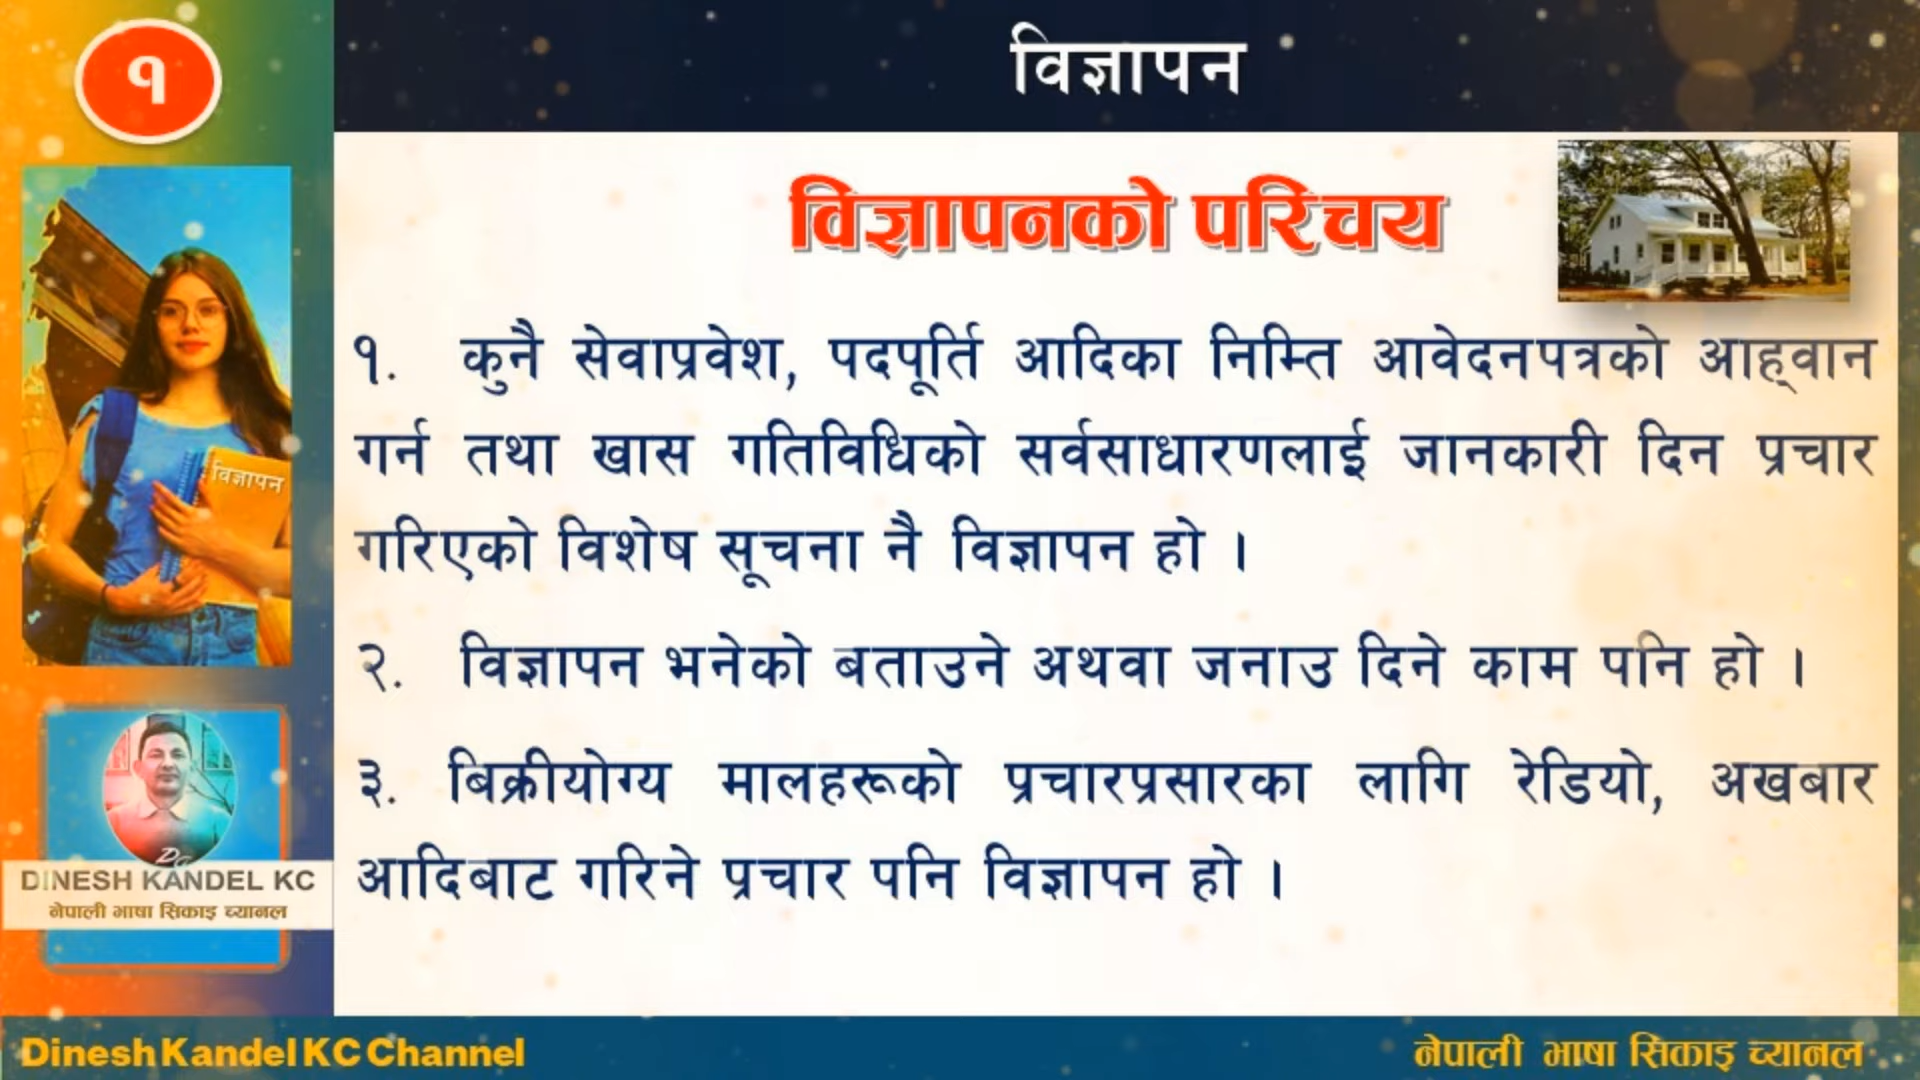 १
विज्ञापन
विज्ञापनको परिचय
१. कुनै सेवाप्रवेश, पदपूर्ति आदिका निम्ति आवेदनपत्रको आह्‌वान
गर्न तथा खास गतिविधिको सर्वसाधारणलाई जानकारी दिन प्रचार
गरिएको विशेष सूचना नै विज्ञापन हो ।
२. विज्ञापन भनेको बताउने अथवा जनाउ दिने काम पनि हो ।
३. बिक्रीयोग्य मालहरूको प्रचारप्रसारका लागि रेडियो, अखबार
आदिबाट गरिने प्रचार पनि विज्ञापन हो ।
विज्ञापन
DINESH KANDEL KC
नेपाली भाषा सिकाइ च्यानल
Dinesh Kandel KC Channel
नेपाली भाषा सिकाइ च्यानल